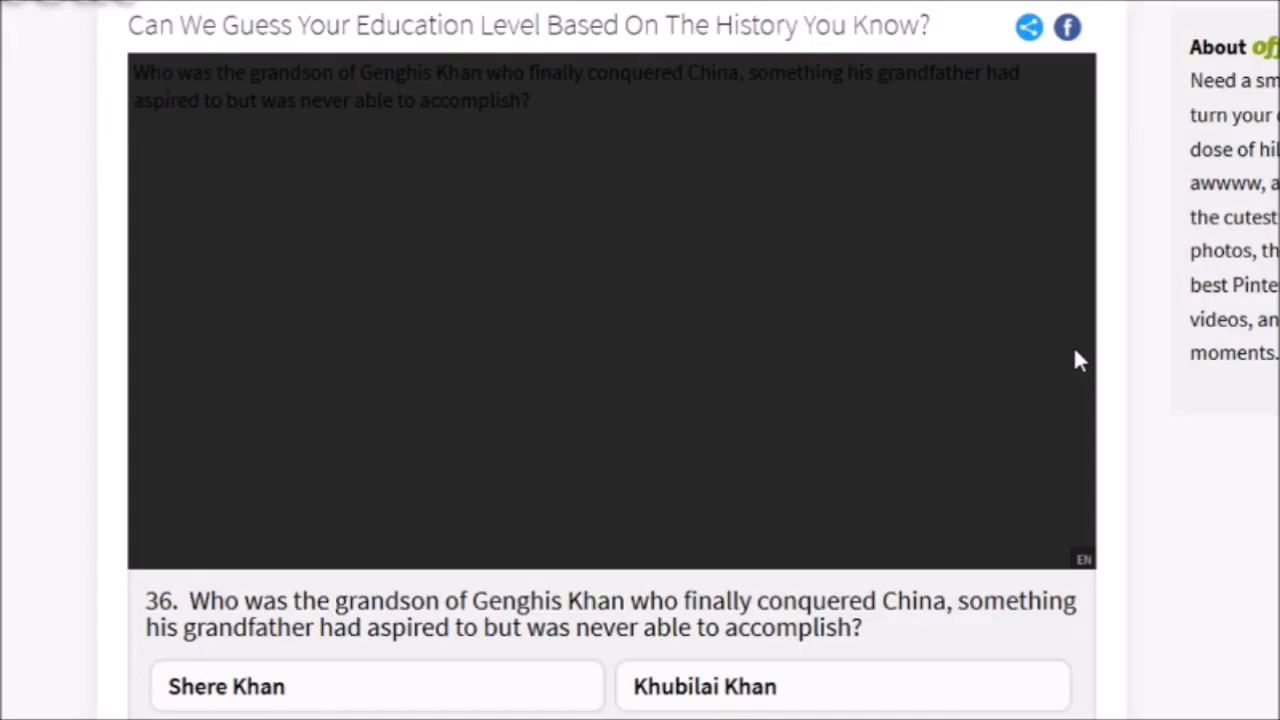 Can We Guess Your Education Level Based On The History You Know?
Who was the grandson of Genghis Khan who finally conquered China, something his grandfather had
aspired to but was never able to accomplish?
EN
36. Who was the grandson of Genghis Khan who finally conquered China, something
his grandfather had aspired to but was never able to accomplish?
Shere Khan
Khubilai Khan
About off
Need a sm
turn your
dose of hil
awwww, a
the cutest
photos, th
best Pinte
videos, an
moments.